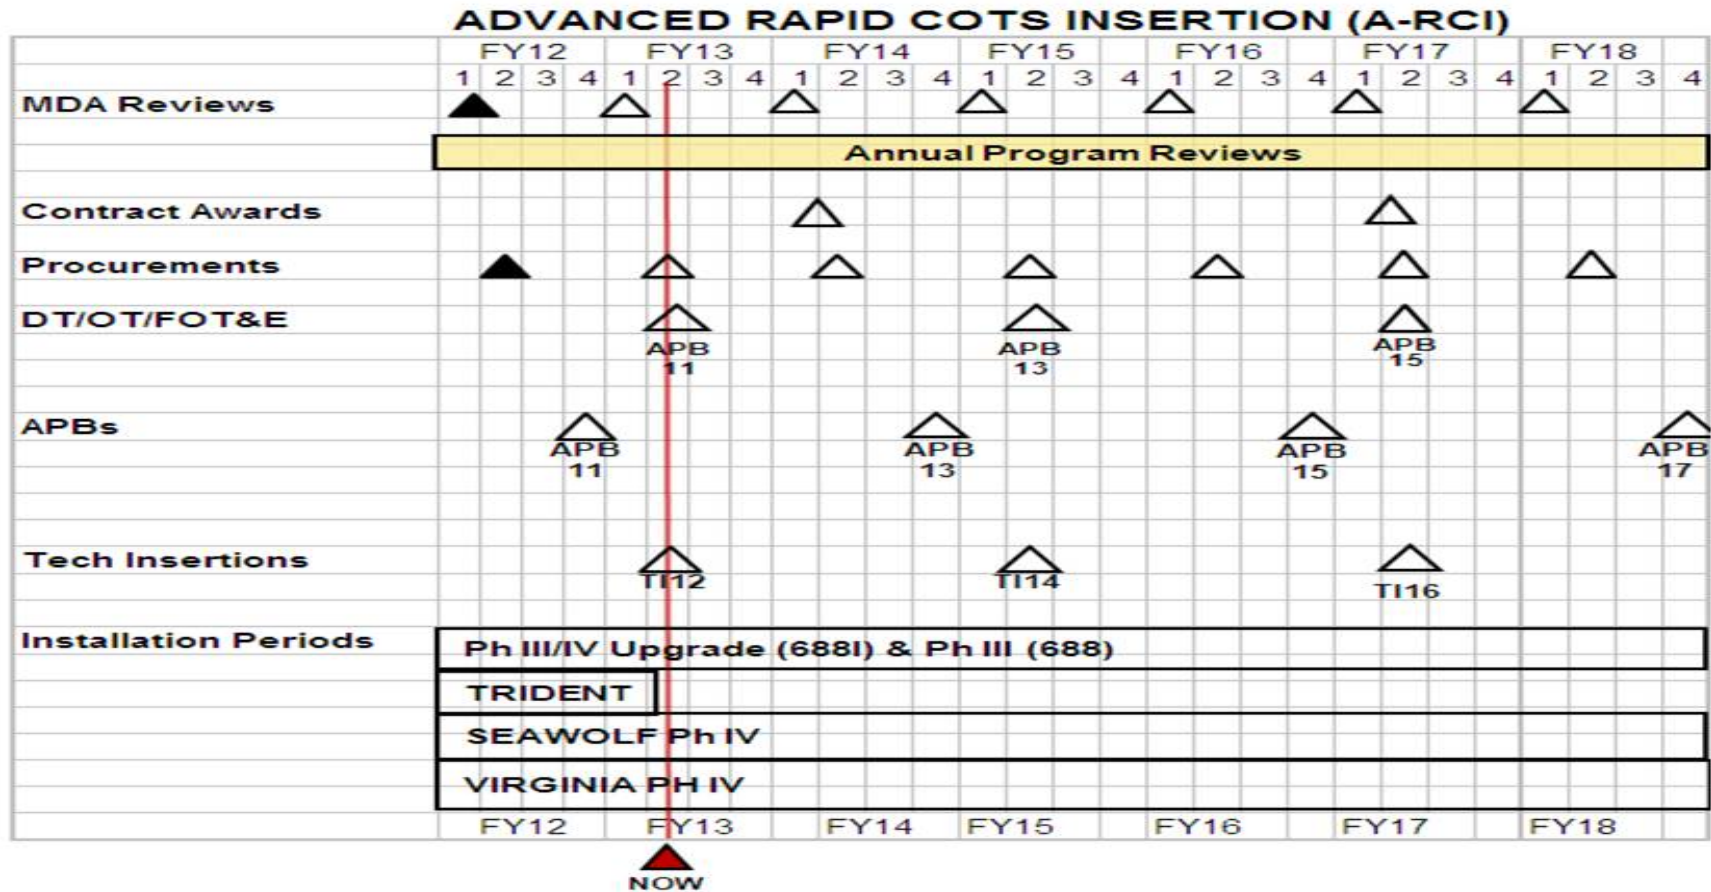 ADVANCED RAPID COTS INSERTION (A-RCI)
FY12 FY13 FY14 FY15 FY16 FY17 FY18
1 2 3 4 1 2 3 4 1 2 3 4 1 2 3 4 1 2 3 4 1 2 3 4 1 2 3 4
MDA Reviews
Annual Program Reviews
Contract Awards
Procurements
DT/OT/FOT&E
APB APB APB
11 13 15
APBs
APB APB APB APB
11 13 15 17
Tech Insertions
TI12 TI14 TI16
Installation Periods
Ph III/IV Upgrade (688I) & Ph III (688)
TRIDENT
SEAWOLF Ph IV
VIRGINIA PH IV
FY12 FY13 FY14 FY15 FY16 FY17 FY18
NOW